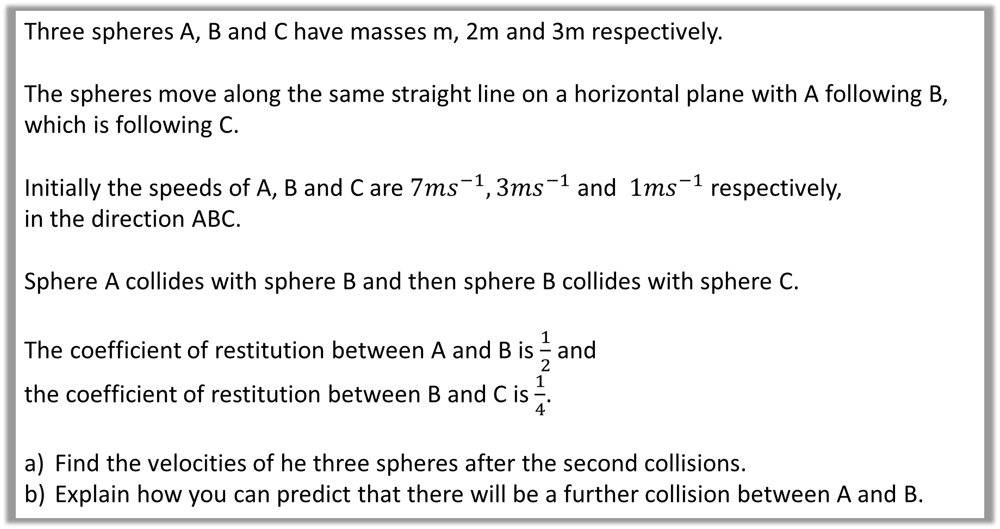 Three spheres A, B and C have masses m, 2m and 3m respectively.
The spheres move along the same straight line on a horizontal plane with A following B,
which is following C.
Initially the speeds of A, B and C are 7ms⁻¹, 3ms⁻¹ and 1ms⁻¹ respectively,
in the direction ABC.
Sphere A collides with sphere B and then sphere B collides with sphere C.
The coefficient of restitution between A and B is 1/2 and
the coefficient of restitution between B and C is 1/4.
a) Find the velocities of he three spheres after the second collisions.
b) Explain how you can predict that there will be a further collision between A and B.